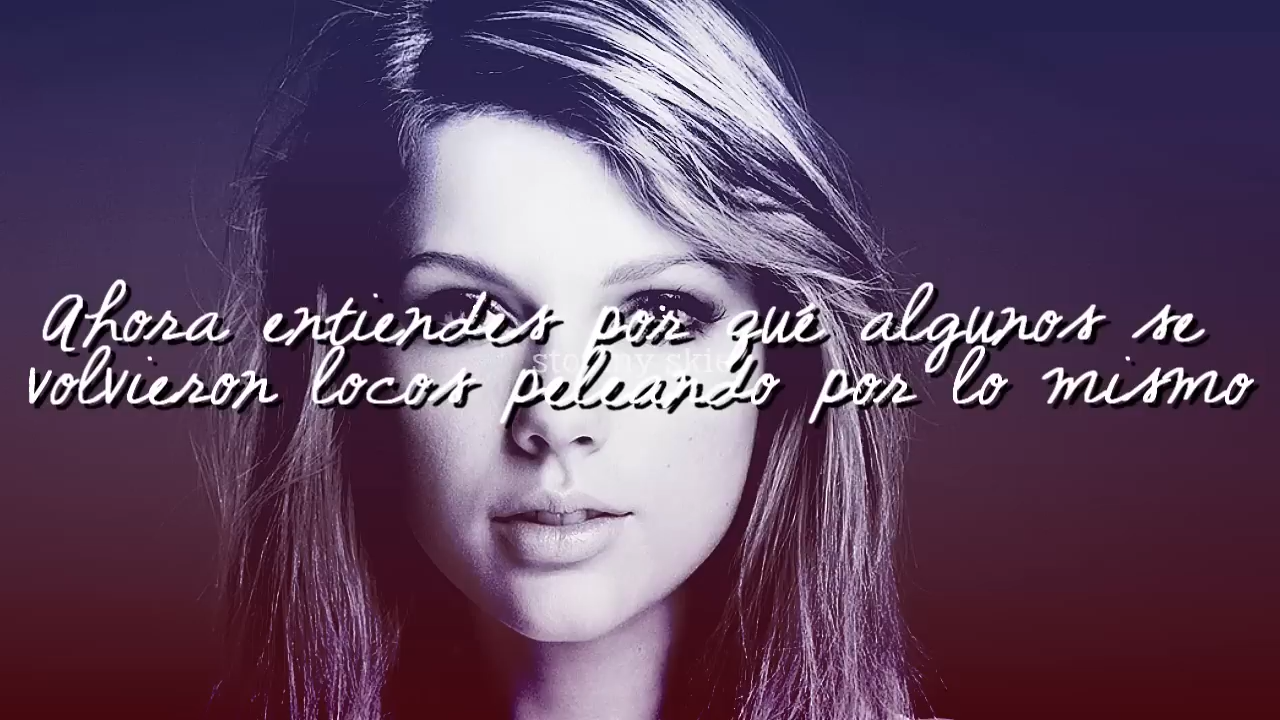 Ahora entiendes por qué algunos se
volvieron locos peleando por lo mismo